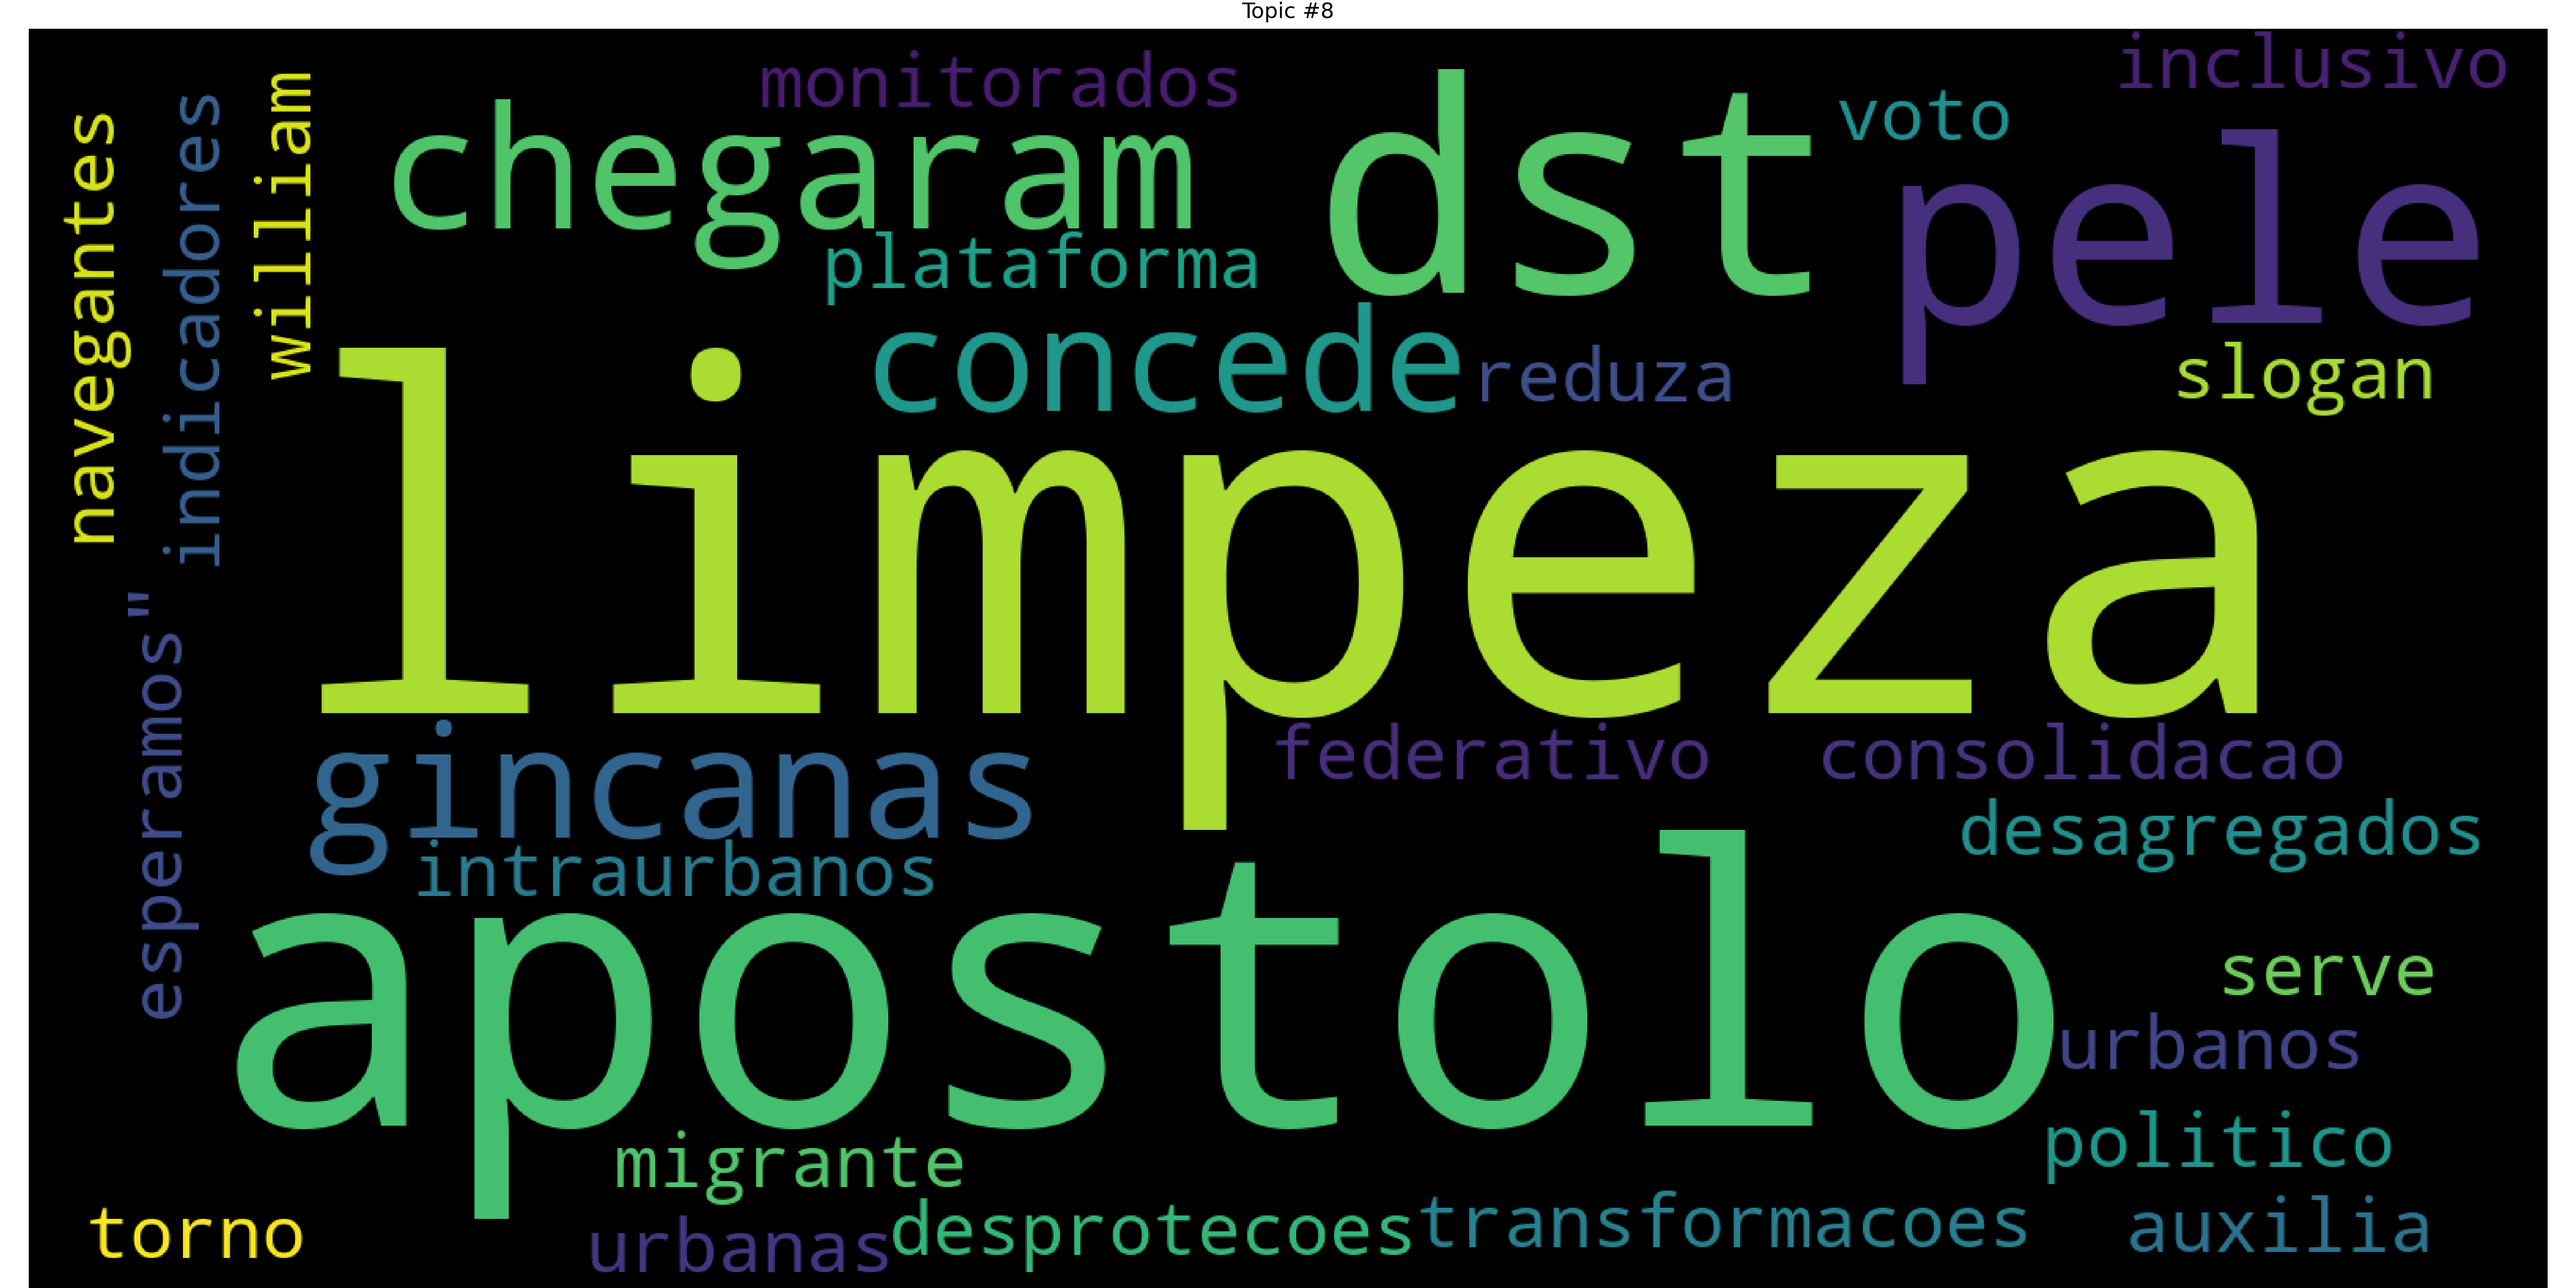 Topic #8
monitorados
inclusivo
navegantes
indicadores
william
chegaram
dst
voto
pele
plataforma
concede
reduza
slogan
limpeza
esperamos"
gincanas
federativo
consolidacao
desagregados
intraurbanos
apostolo
serve
urbanos
migrante
politico
torno
urbanas
desprotecoes
transformacoes
auxilia